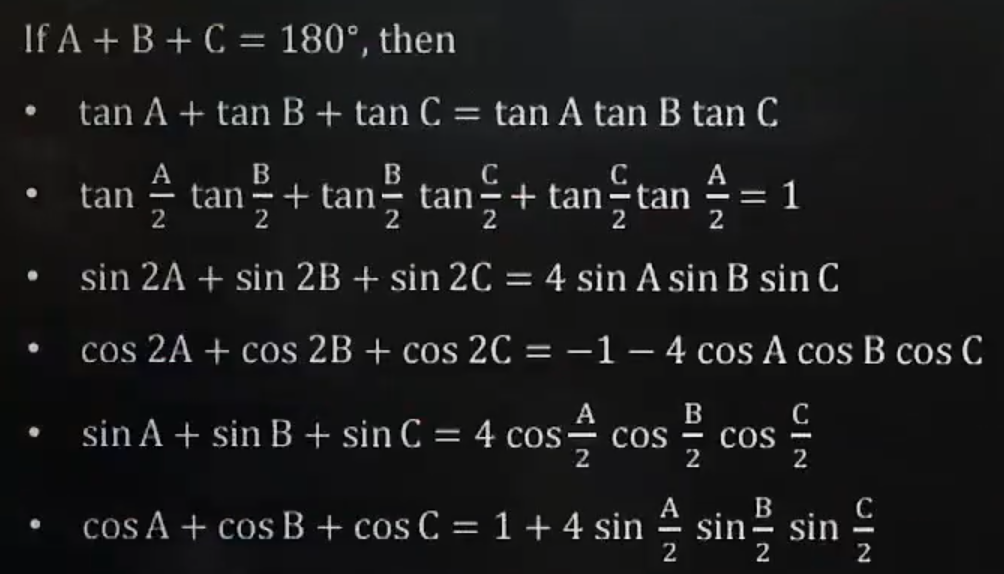 If A + B + C = 180°, then
• tan A + tan B + tan C = tan A tan B tan C
• tan A/2 tan B/2 + tan B/2 tan C/2 + tan C/2 tan A/2 = 1
• sin 2A + sin 2B + sin 2C = 4 sin A sin B sin C
• cos 2A + cos 2B + cos 2C = −1 − 4 cos A cos B cos C
• sin A + sin B + sin C = 4 cos A/2 cos B/2 cos C/2
• cos A + cos B + cos C = 1 + 4 sin A/2 sin B/2 sin C/2